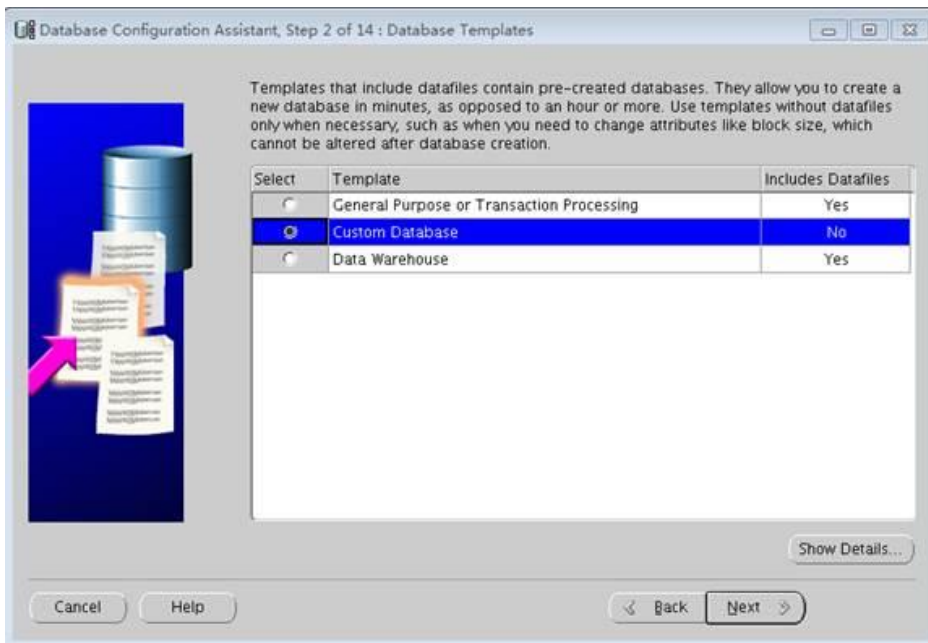 Database Configuration Assistant, Step 2 of 14 : Database Templates
Templates that include datafiles contain pre-created databases. They allow you to create a
new database in minutes, as opposed to an hour or more. Use templates without datafiles
only when necessary, such as when you need to change attributes like block size, which
cannot be altered after database creation.
Select Template Includes Datafiles
General Purpose or Transaction Processing Yes
Custom Database No
Data Warehouse Yes
Show Details...
Cancel Help Back Next